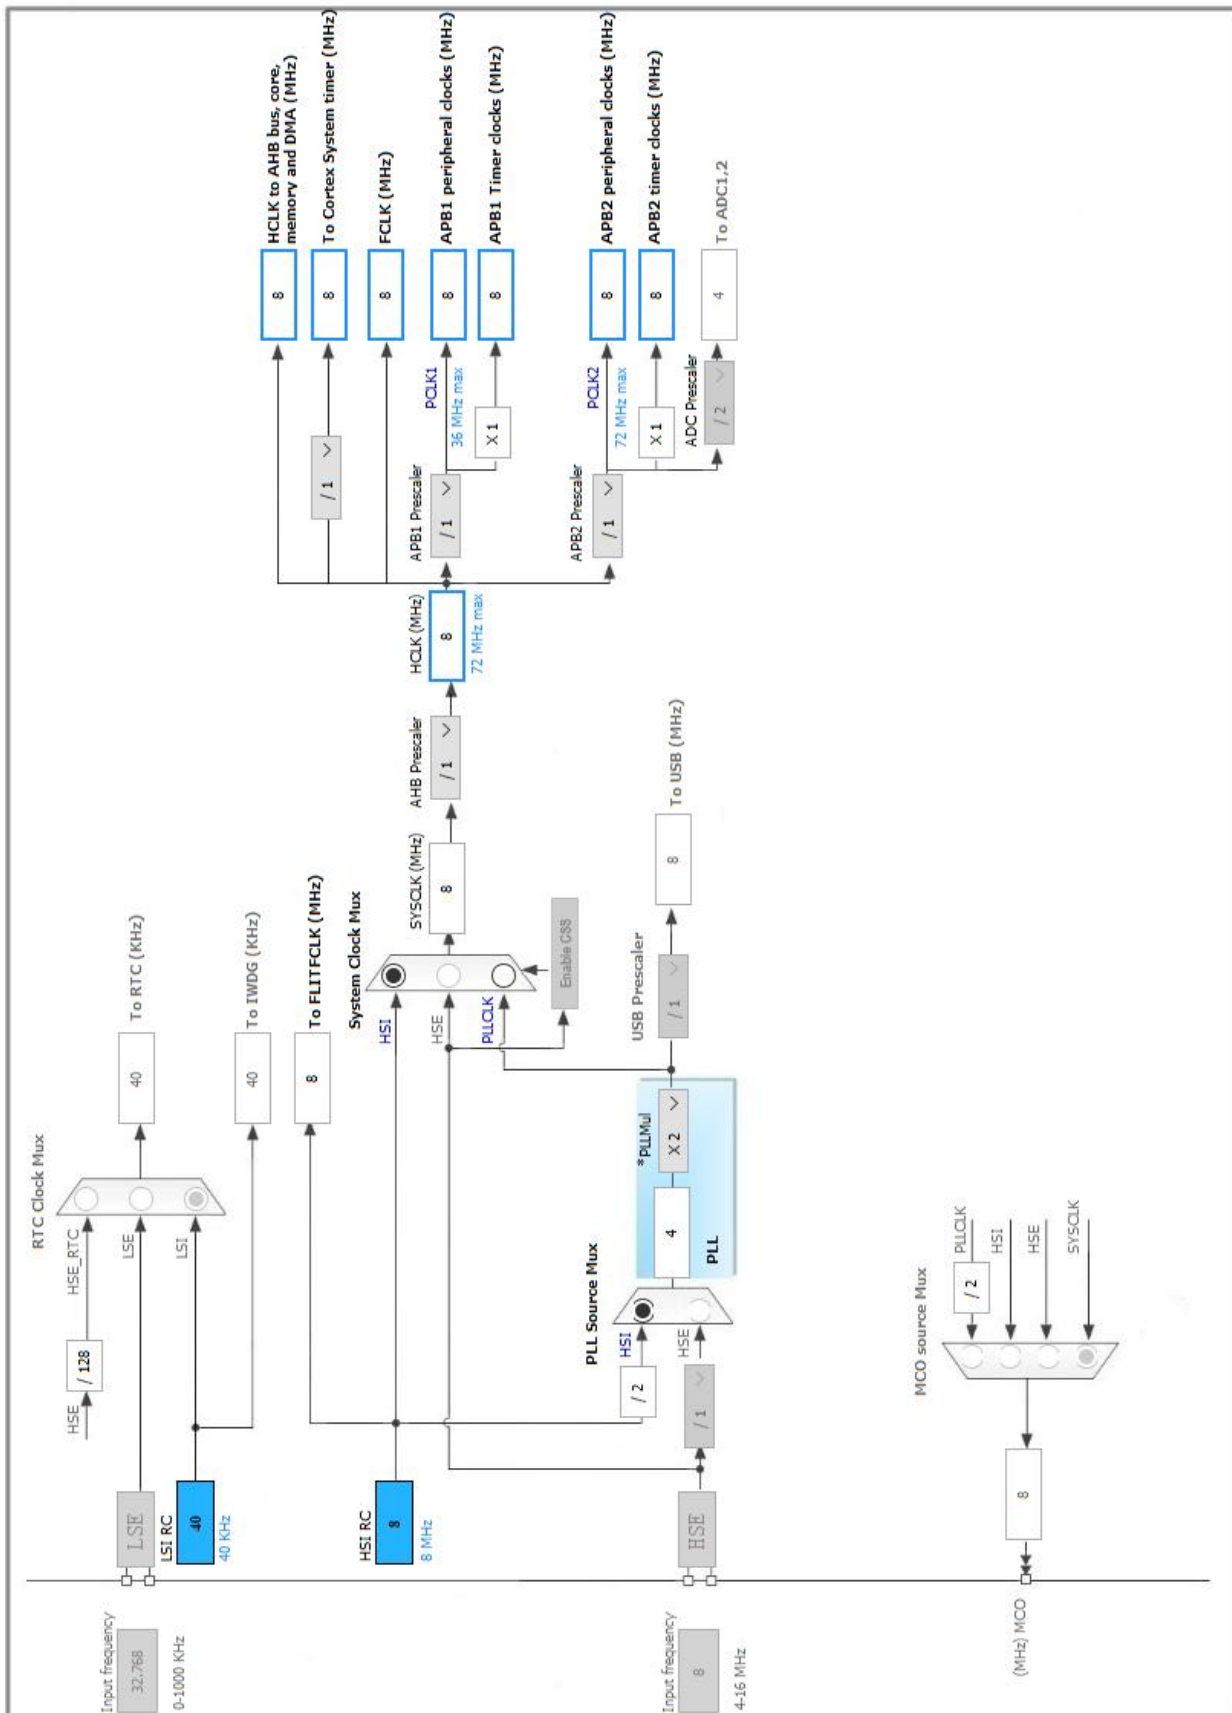 Input frequency
32.768
0-1000 KHz
LSE
LSI RC
40
40 KHz
HSE
/ 128
HSE_RTC
LSE
LSI
RTC Clock Mux
40
To RTC (KHz)
40
To IWDG (KHz)
8
To FLITFCLK (MHz)
HSI RC
8
8 MHz
System Clock Mux
HSI
HSE
PLLCLK
Enable CSS
SYSCLK (MHz)
8
AHB Prescaler
/ 1
HCLK (MHz)
8
72 MHz max
/ 1
APB1 Prescaler
/ 1
PCLK1
36 MHz max
X 1
APB2 Prescaler
/ 1
PCLK2
72 MHz max
X 1
ADC Prescaler
/ 2
8
HCLK to AHB bus, core,
memory and DMA (MHz)
8
To Cortex System timer (MHz)
8
FCLK (MHz)
8
APB1 peripheral clocks (MHz)
8
APB1 Timer clocks (MHz)
8
APB2 peripheral clocks (MHz)
8
APB2 timer clocks (MHz)
4
To ADC1,2
Input frequency
8
4-16 MHz
HSE
/ 2
/ 1
PLL Source Mux
HSI
HSE
4
*PLLMul
X 2
PLL
USB Prescaler
/ 1
8
To USB (MHz)
(MHz) MCO
8
MCO source Mux
/ 2
PLLCLK
HSI
HSE
SYSCLK